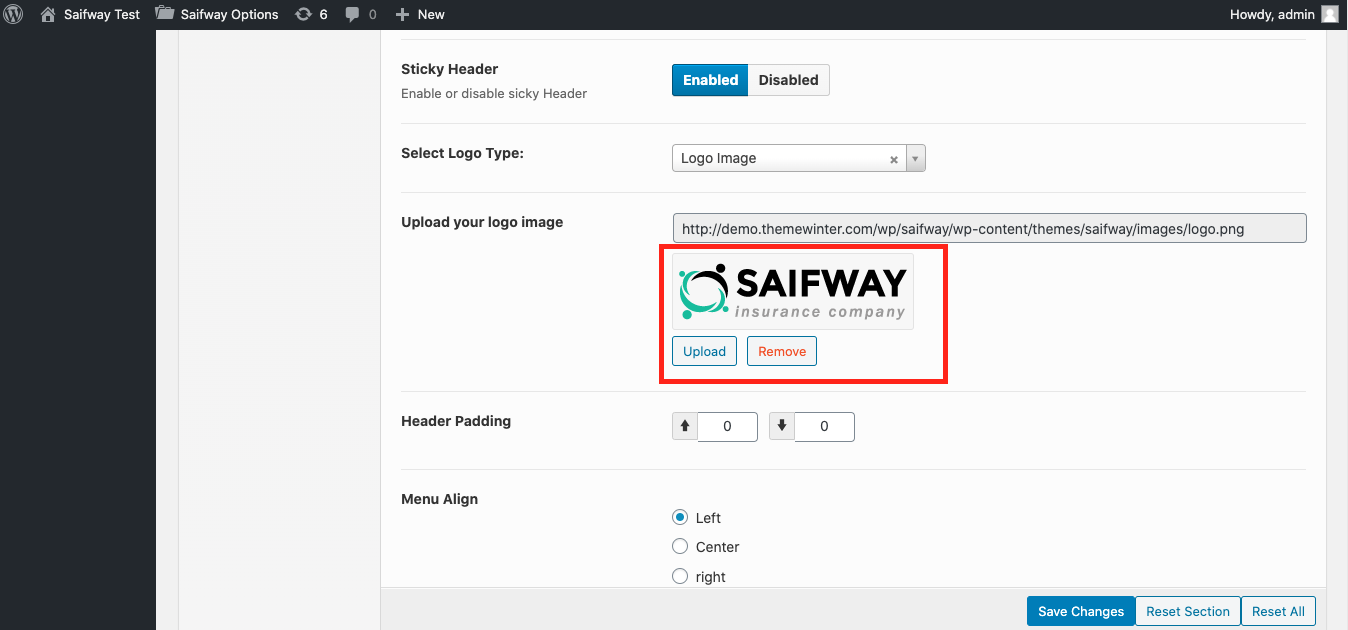 Saifway Test Saifway Options 6 0 New Howdy, admin
Sticky Header
Enable or disable sicky Header
Enabled Disabled
Select Logo Type:
Logo Image
Upload your logo image
http://demo.themewinter.com/wp/saifway/wp-content/themes/saifway/images/logo.png
SAIFWAY
insurance company
Upload Remove
Header Padding
0 0
Menu Align
Left
Center
right
Save Changes Reset Section Reset All